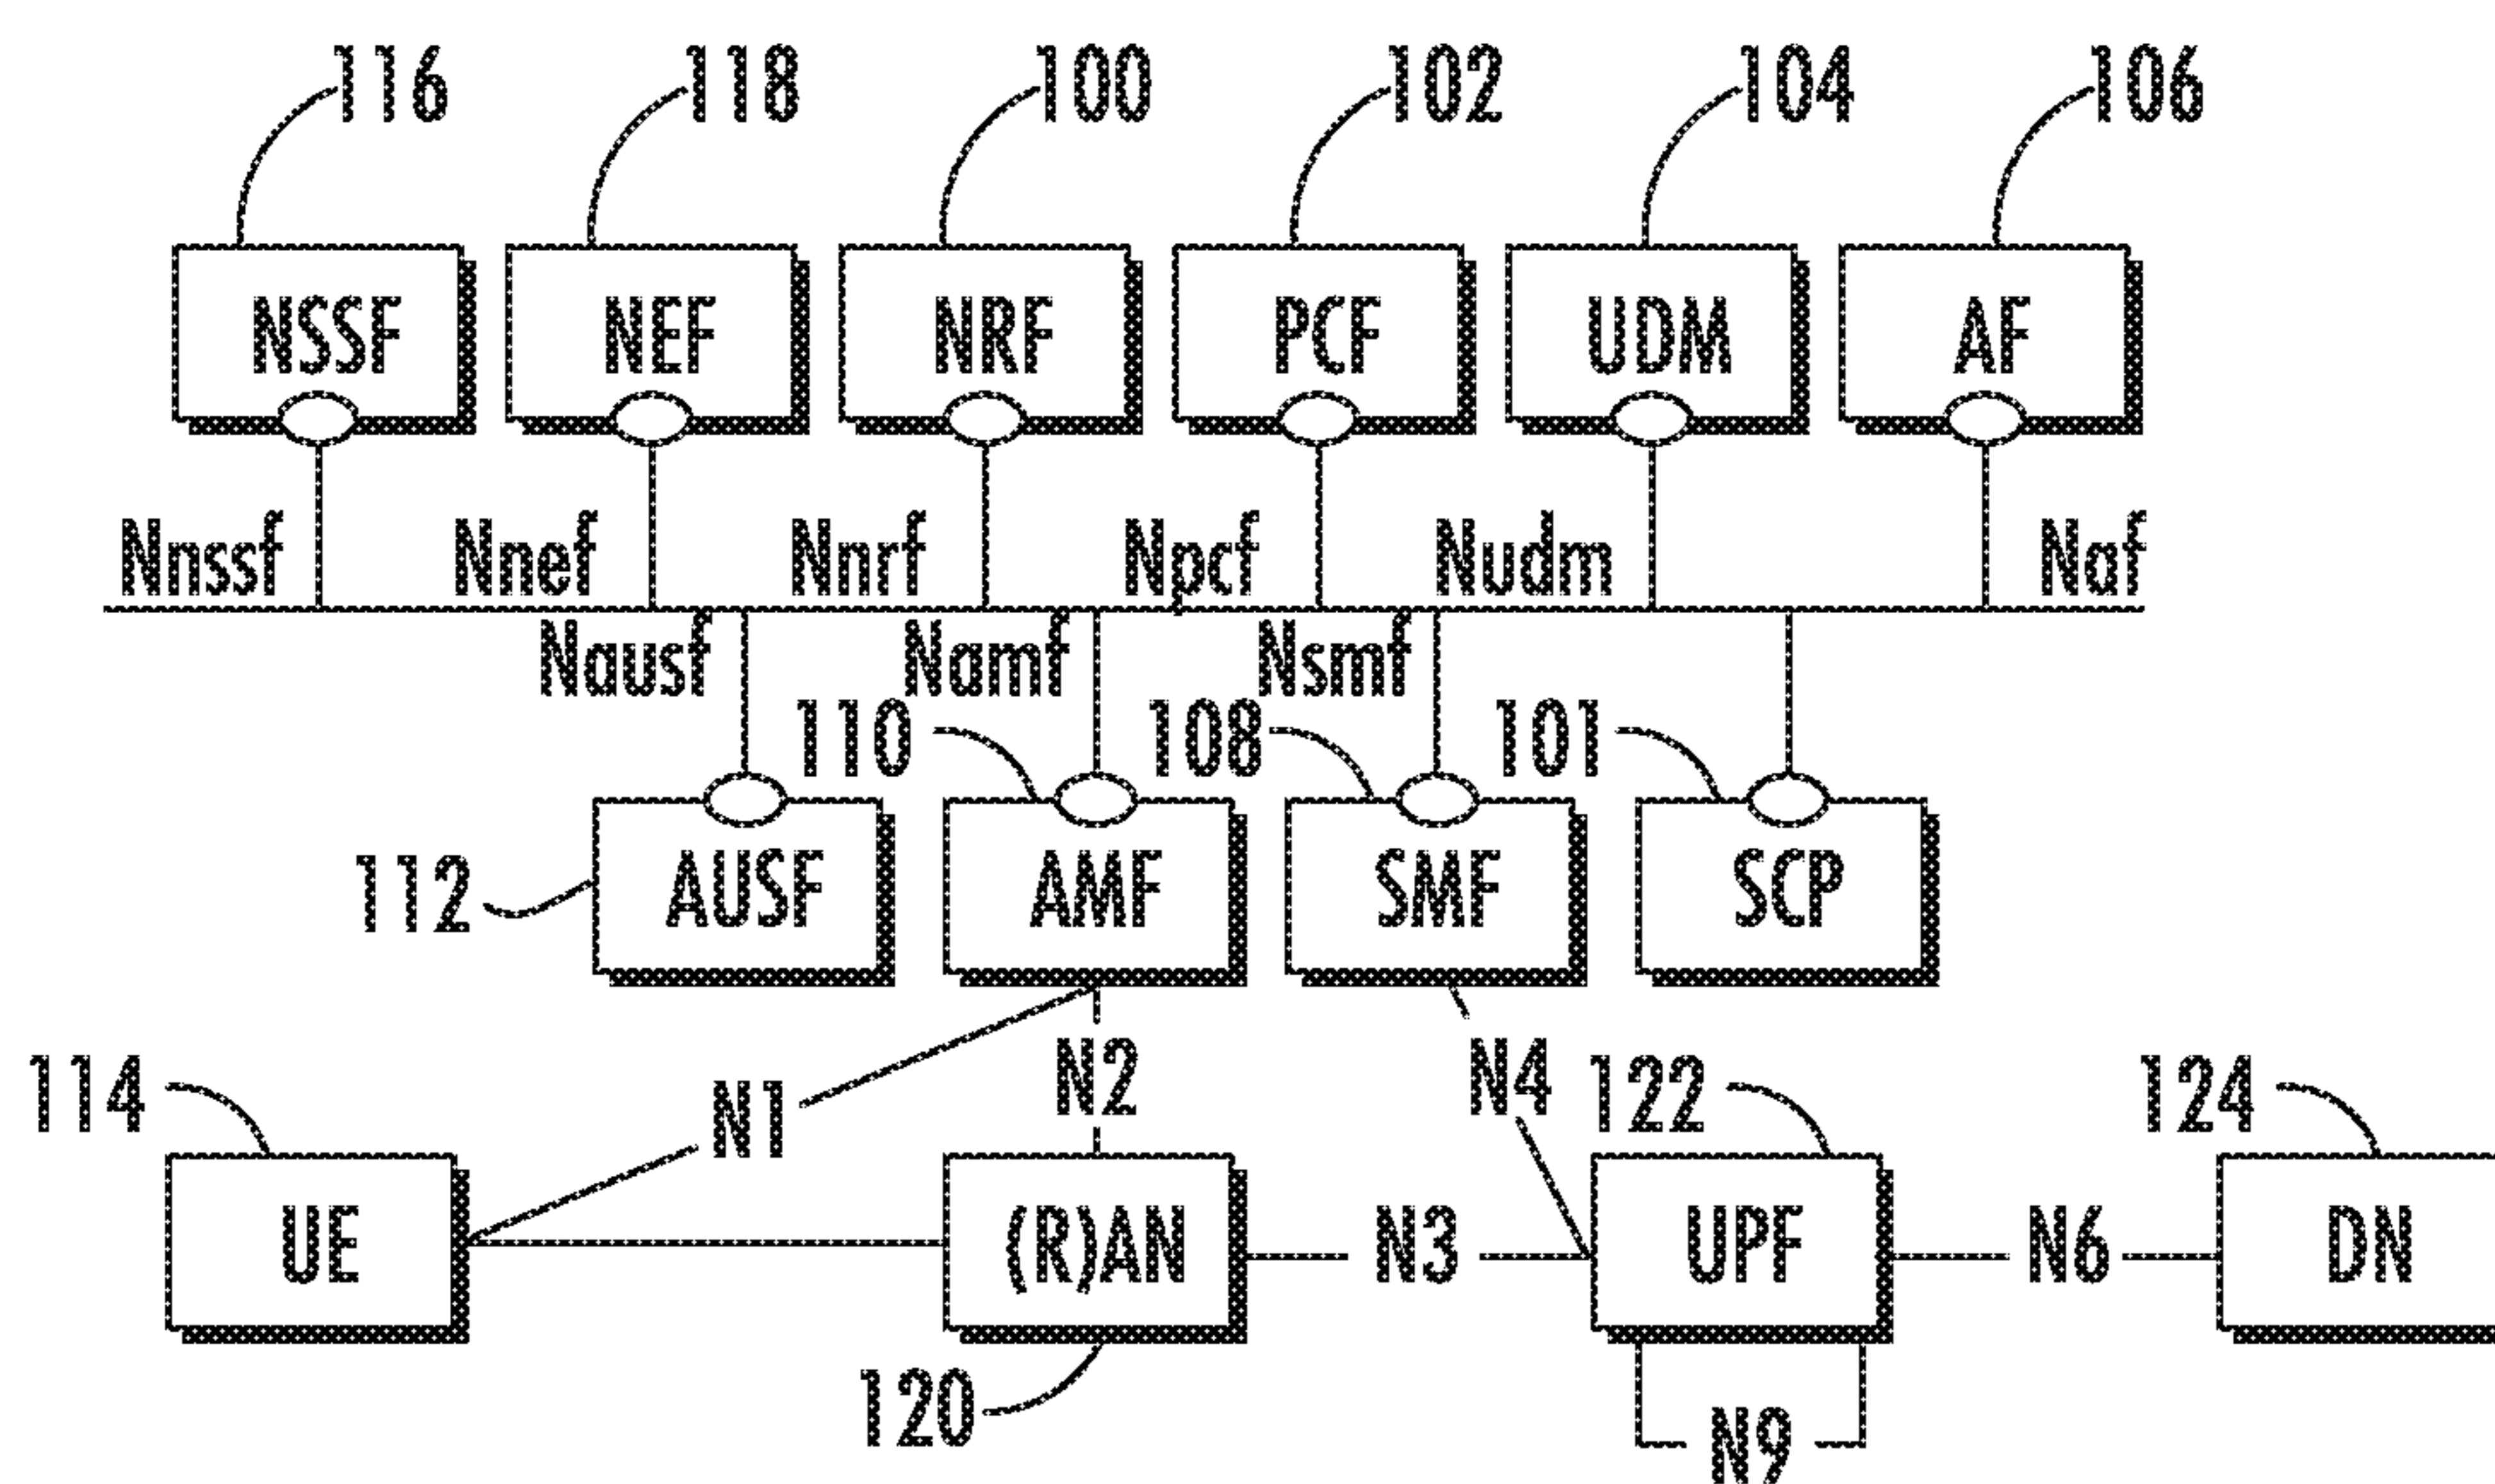 116 118 100 102 104 106
NSSF NEF NRF PCF UDM AF
Nnssf Nnef Nnrf Npcf Nudm Naf
Nausf Namf Nsmf
110 108 101
112 AUSF AMF SMF SCP
114 N1 N2 N4 122 124
UE (R)AN N3 UPF N6 DN
120 N9